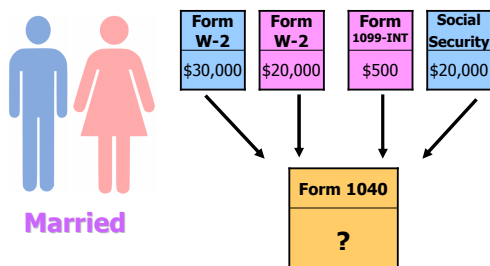 Form
W-2
$30,000
Form
W-2
$20,000
Form
1099-INT
$500
Social
Security
$20,000
Form 1040
?
Married